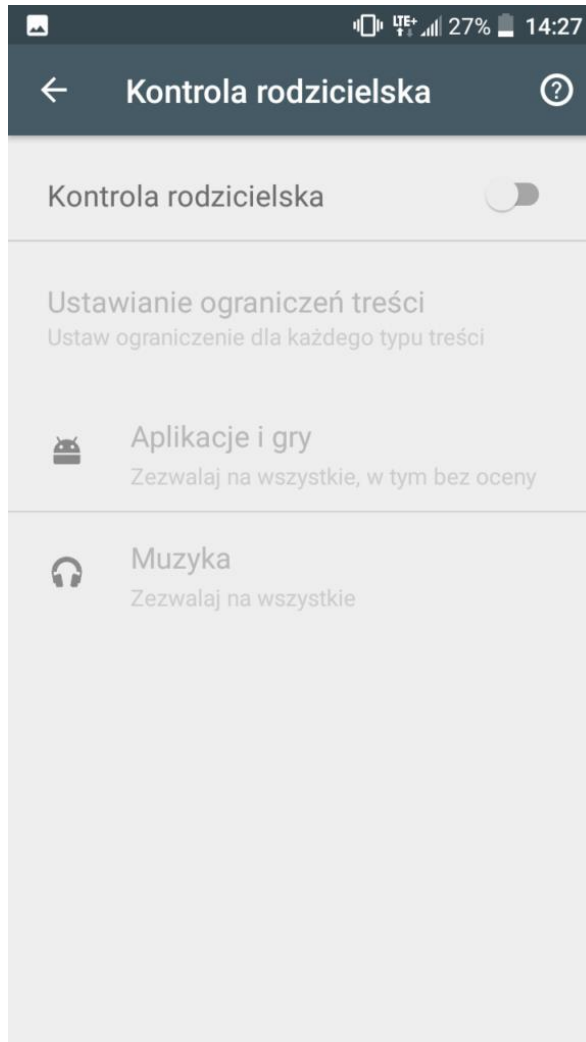 LTE+ 27% 14:27
Kontrola rodzicielska
Kontrola rodzicielska
Ustawianie ograniczeń treści
Ustaw ograniczenie dla każdego typu treści
Aplikacje i gry
Zezwalaj na wszystkie, w tym bez oceny
Muzyka
Zezwalaj na wszystkie